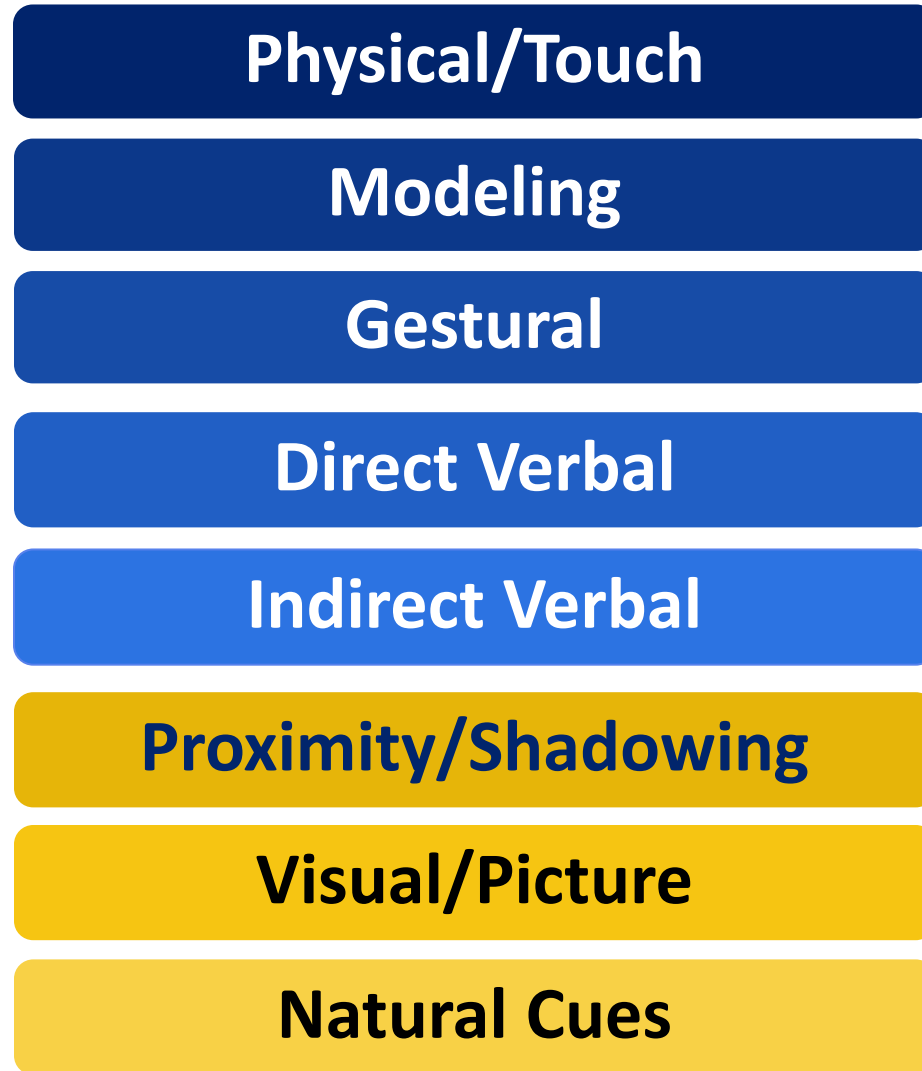 Physical/Touch
Modeling
Gestural
Direct Verbal
Indirect Verbal
Proximity/Shadowing
Visual/Picture
Natural Cues